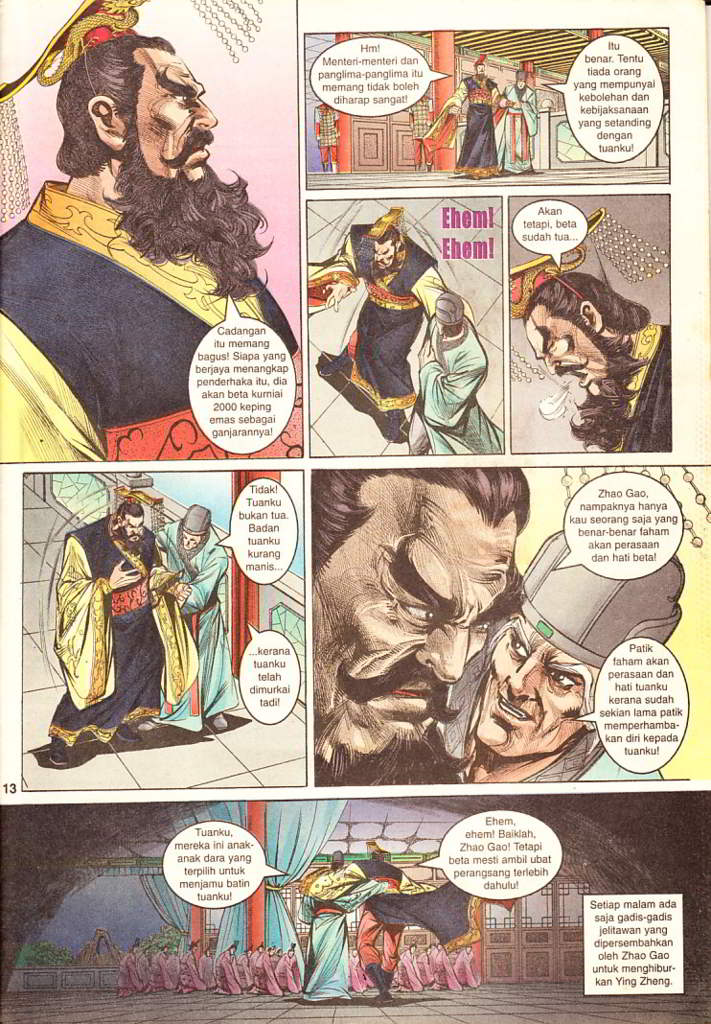 Cadangan
itu memang
bagus! Siapa yang
berjaya menangkap
penderhaka itu, dia
akan beta kurniai
2000 keping
emas sebagai
ganjarannya!
Hm!
Menteri-menteri dan
panglima-panglima itu
memang tidak boleh
diharap sangat!
Itu
benar. Tentu
tiada orang
yang mempunyai
kebolehan dan
kebijaksanaan
yang setanding
dengan
tuanku!
Ehem!
Ehem!
Akan
tetapi, beta
sudah tua...
Tidak!
Tuanku
bukan tua.
Badan
tuanku
kurang
manis...
...kerana
tuanku
telah
dimurkai
tadi!
Zhao Gao,
nampaknya hanya
kau seorang saja yang
benar-benar faham
akan perasaan
dan hati beta!
Patik
faham akan
perasaan dan
hati tuanku
kerana sudah
sekian lama patik
memperhamba-
kan diri kepada
tuanku!
13
Tuanku,
mereka ini anak-
anak dara yang
terpilih untuk
menjamu batin
tuanku!
Ehem,
ehem! Baiklah,
Zhao Gao! Tetapi
beta mesti ambil ubat
perangsang terlebih
dahulu!
Setiap malam ada
saja gadis-gadis
jelitawan yang
dipersembahkan
oleh Zhao Gao
untuk menghibur-
kan Ying Zheng.